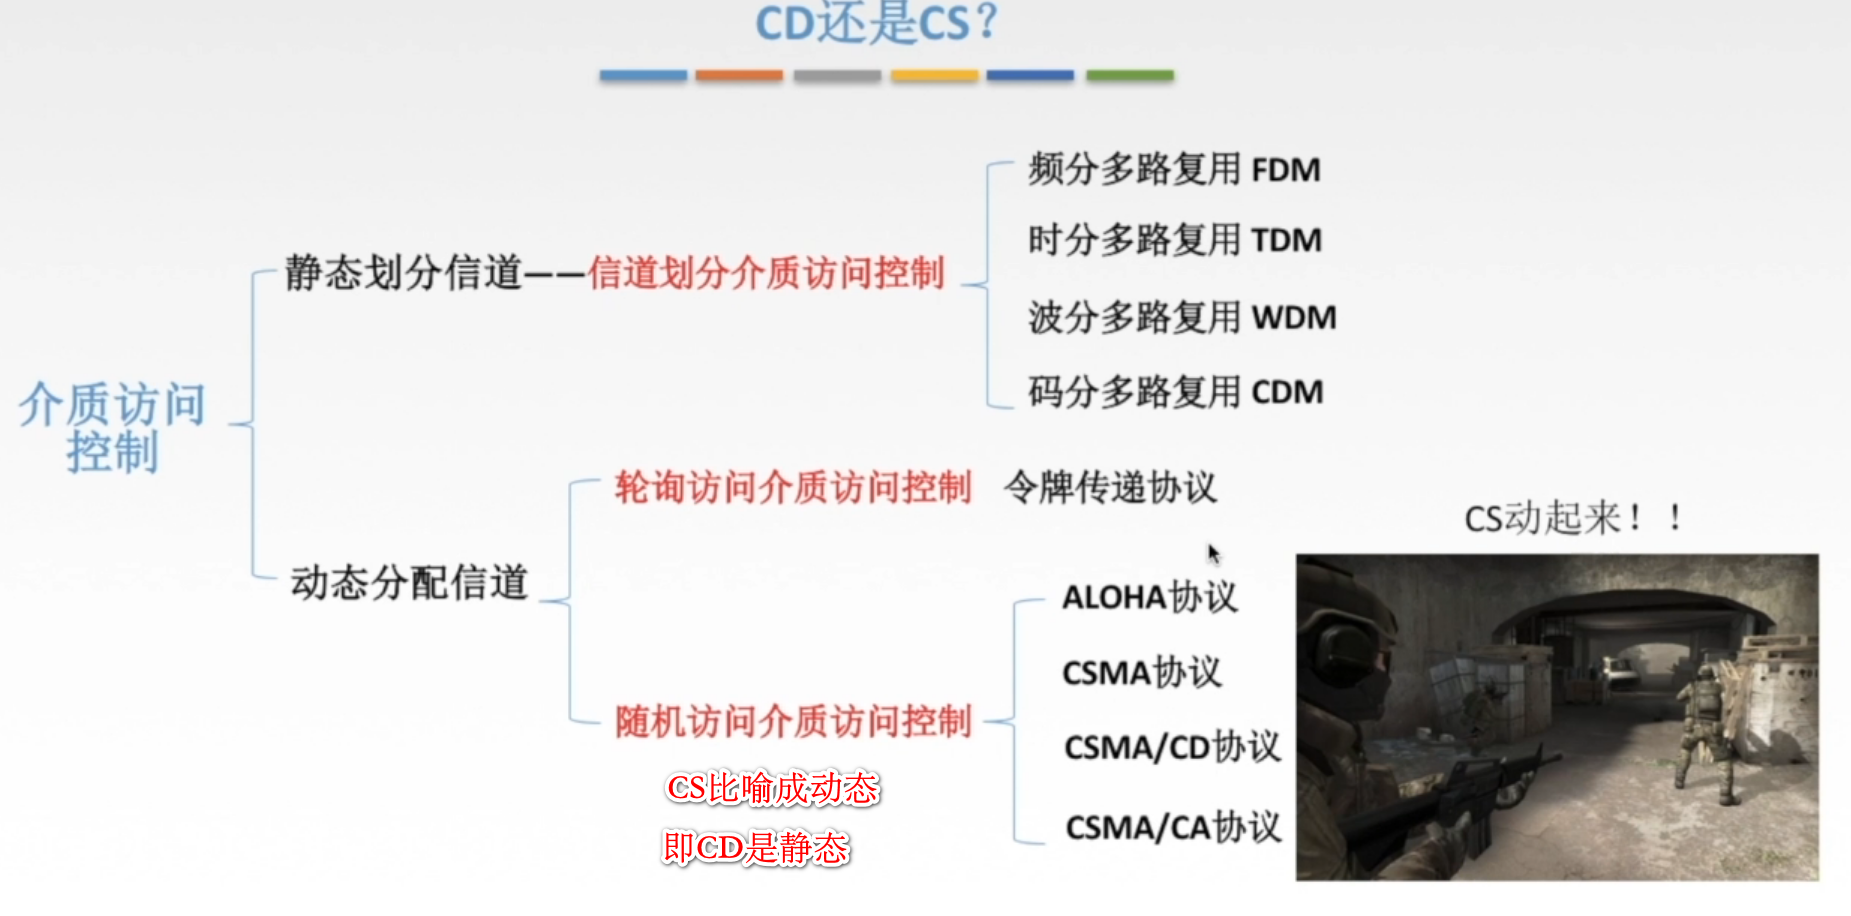 CD还是CS？
频分多路复用 FDM
时分多路复用 TDM
静态划分信道——信道划分介质访问控制
波分多路复用 WDM
码分多路复用 CDM
介质访问
控制
轮询访问介质访问控制 令牌传递协议
CS动起来！！
动态分配信道
ALOHA协议
CSMA协议
随机访问介质访问控制
CSMA/CD协议
CS比喻成动态
CSMA/CA协议
即CD是静态